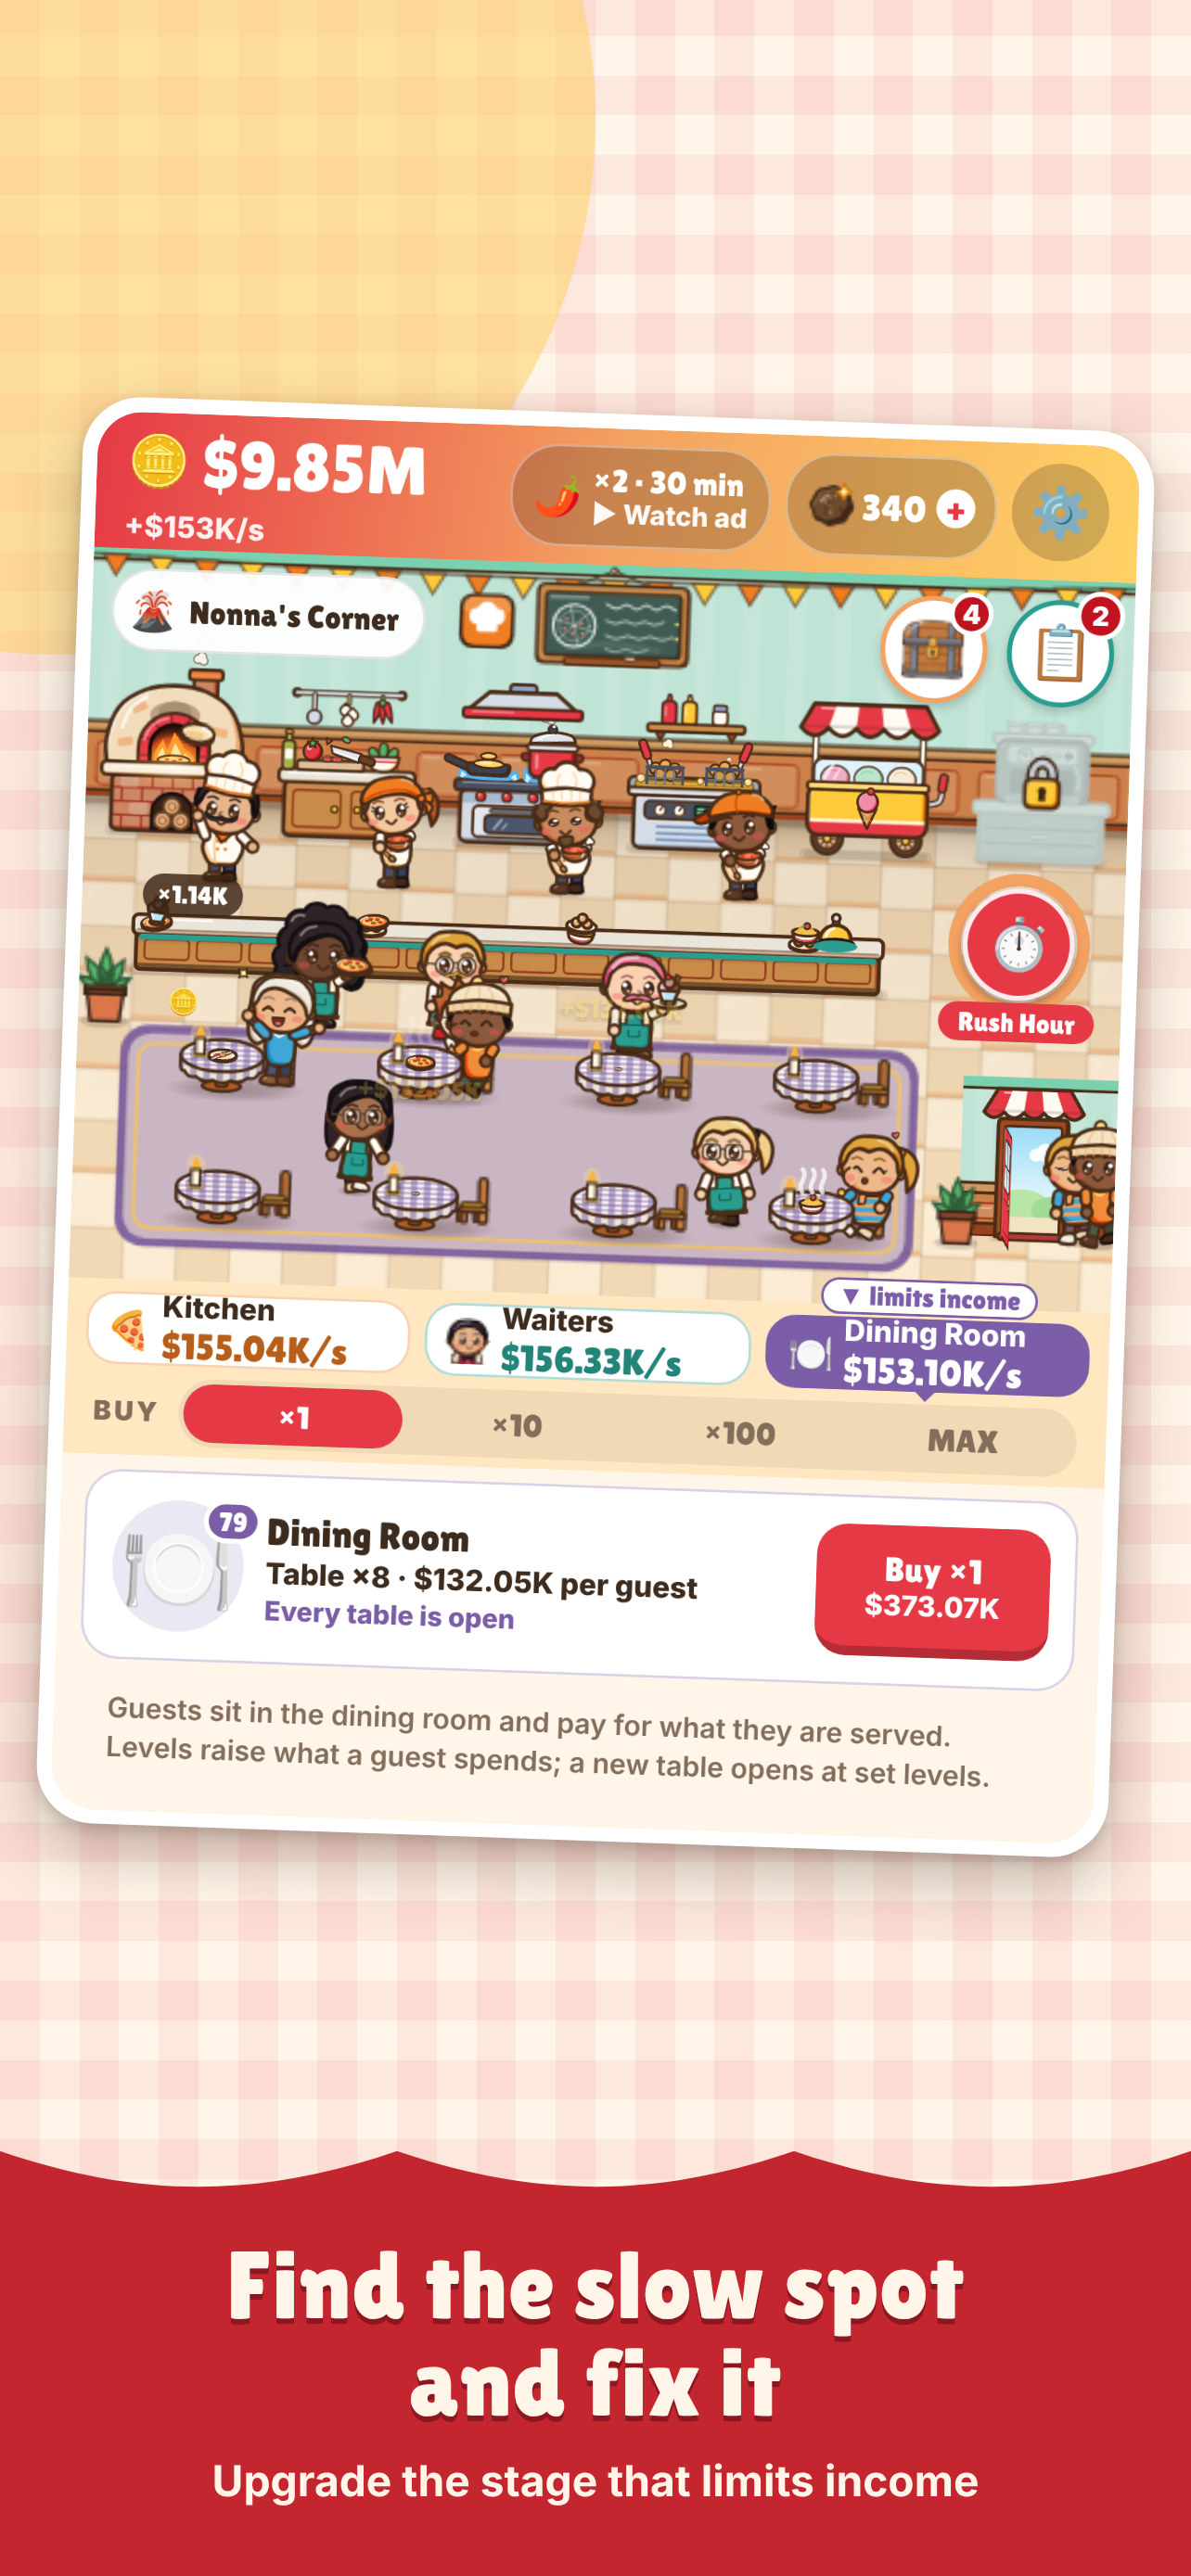 $9.85M
+$153K/s
×2 · 30 min
▶ Watch ad
340 +
Nonna's Corner
4
2
×1.14K
Rush Hour
▼ limits income
Kitchen
$155.04K/s
Waiters
$156.33K/s
Dining Room
$153.10K/s
BUY
×1
×10
×100
MAX
79
Dining Room
Table ×8 · $132.05K per guest
Every table is open
Buy ×1
$373.07K
Guests sit in the dining room and pay for what they are served.
Levels raise what a guest spends; a new table opens at set levels.
Find the slow spot
and fix it
Upgrade the stage that limits income